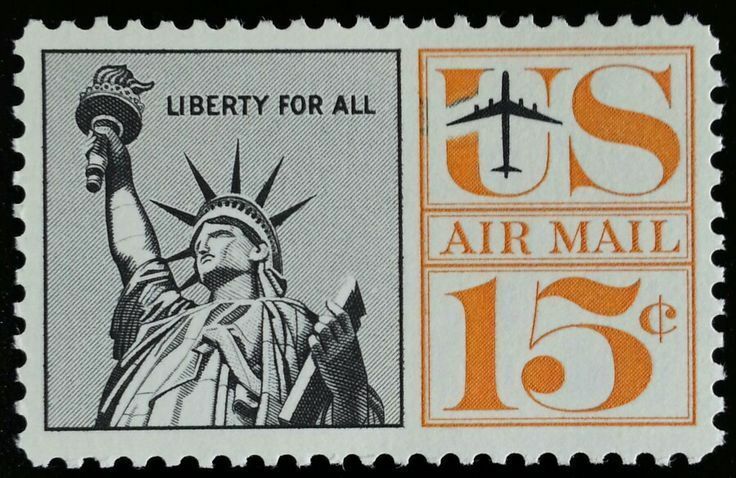 LIBERTY FOR ALL
US
AIR MAIL
15¢